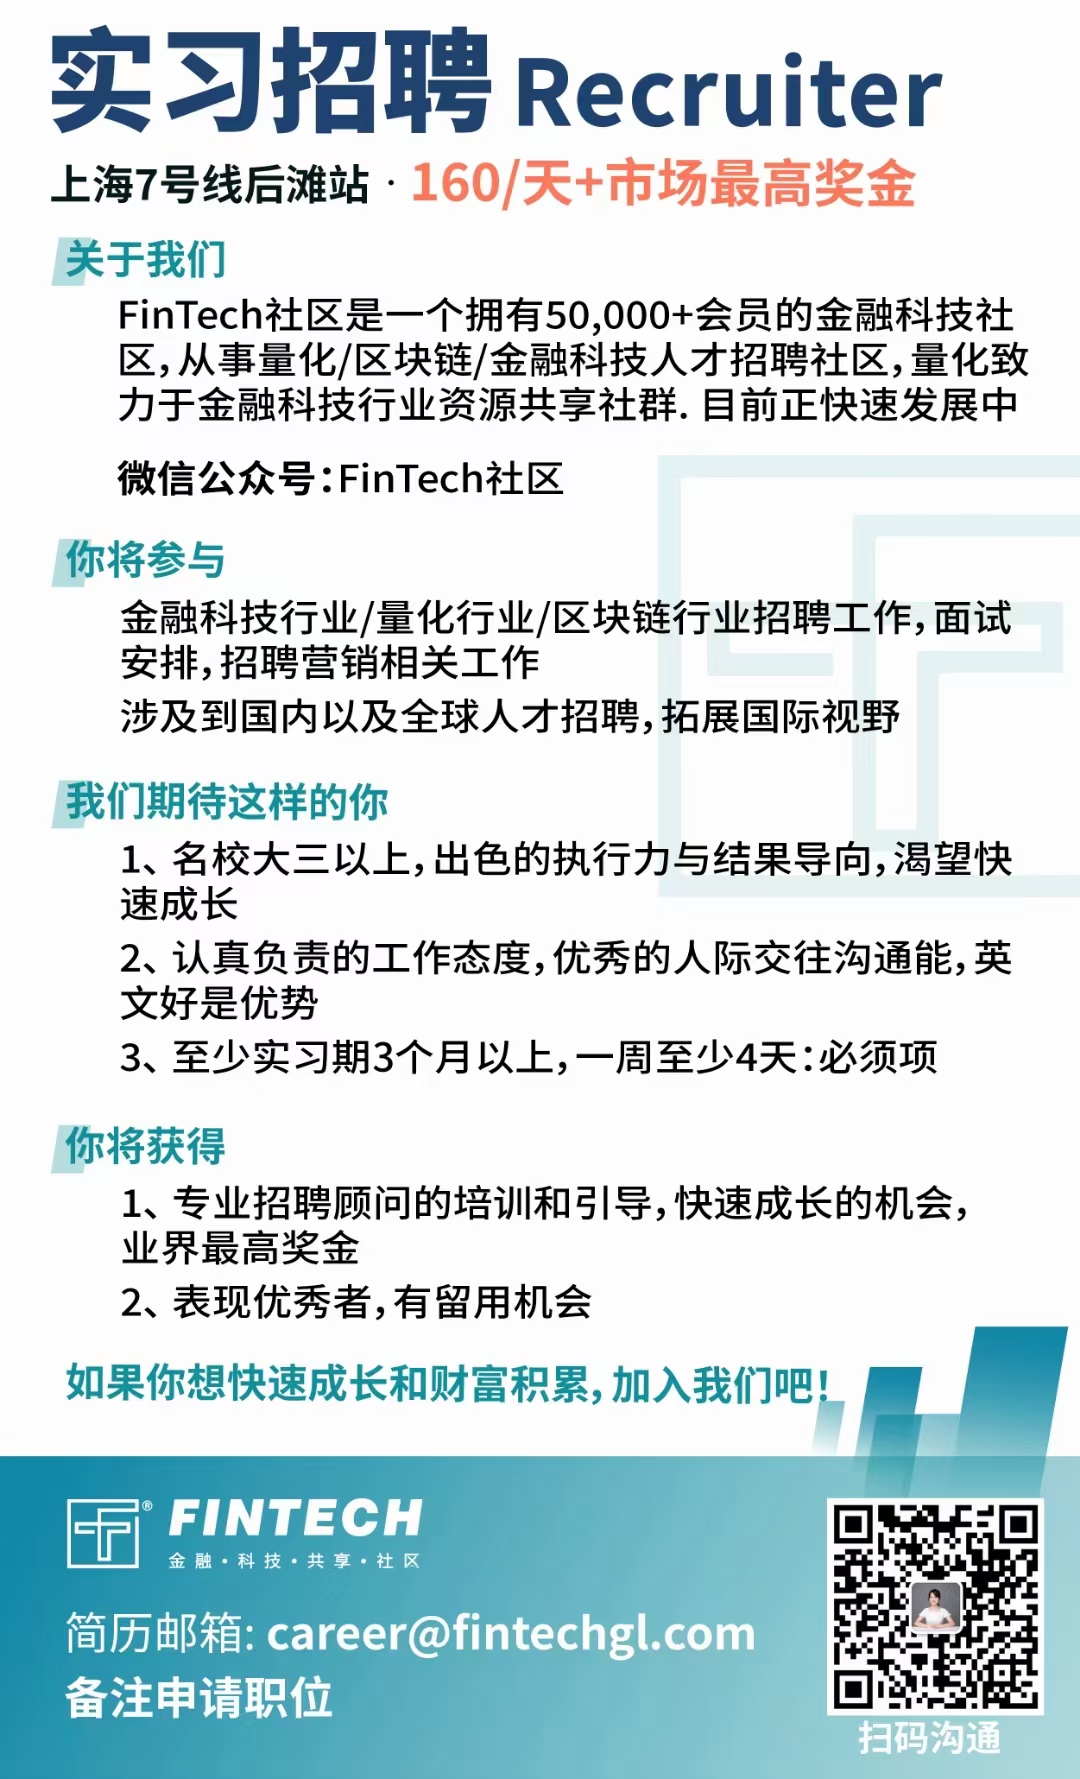 实习招聘 Recruiter
上海7号线后滩站 · 160/天+市场最高奖金
关于我们
FinTech社区是一个拥有50,000+会员的金融科技社
区，从事量化/区块链/金融科技人才招聘社区，量化致
力于金融科技行业资源共享社群. 目前正快速发展中
微信公众号：FinTech社区
你将参与
金融科技行业/量化行业/区块链行业招聘工作，面试
安排，招聘营销相关工作
涉及到国内以及全球人才招聘，拓展国际视野
我们期待这样的你
1、名校大三以上，出色的执行力与结果导向，渴望快
速成长
2、认真负责的工作态度，优秀的人际交往沟通能，英
文好是优势
3、至少实习期3个月以上，一周至少4天：必须项
你将获得
1、专业招聘顾问的培训和引导，快速成长的机会，
业界最高奖金
2、表现优秀者，有留用机会
如果你想快速成长和财富积累，加入我们吧！
® FINTECH
金融·科技·共享·社区
简历邮箱: career@fintechgl.com
备注申请职位
扫码沟通